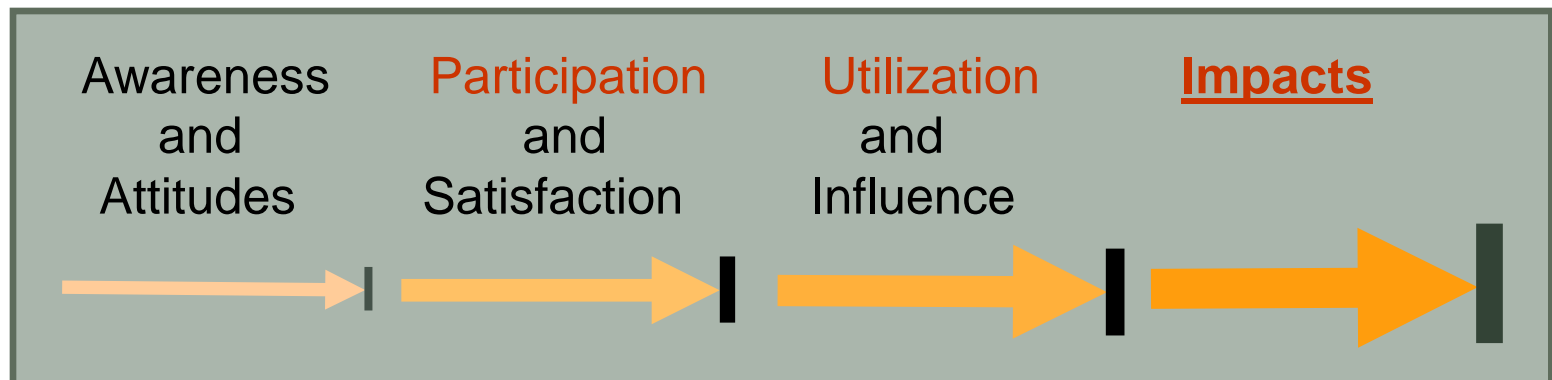 Awareness
and
Attitudes
Participation
and
Satisfaction
Utilization
and
Influence
Impacts